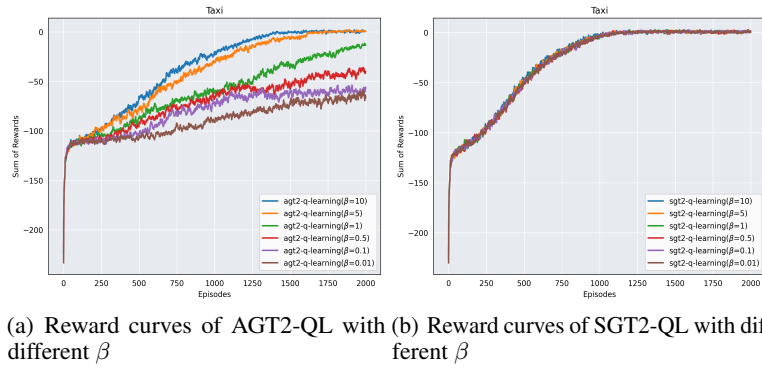 Taxi
0
−50
−100
−150
−200
Sum of Rewards
agt2-q-learning(β=10)
agt2-q-learning(β=5)
agt2-q-learning(β=1)
agt2-q-learning(β=0.5)
agt2-q-learning(β=0.1)
agt2-q-learning(β=0.01)
0 250 500 750 1000 1250 1500 1750 2000
Episodes
Taxi
0
−50
−100
−150
−200
Sum of Rewards
sgt2-q-learning(β=10)
sgt2-q-learning(β=5)
sgt2-q-learning(β=1)
sgt2-q-learning(β=0.5)
sgt2-q-learning(β=0.1)
sgt2-q-learning(β=0.01)
0 250 500 750 1000 1250 1500 1750 2000
Episodes
(a) Reward curves of AGT2-QL with
different β
(b) Reward curves of SGT2-QL with dif
ferent β